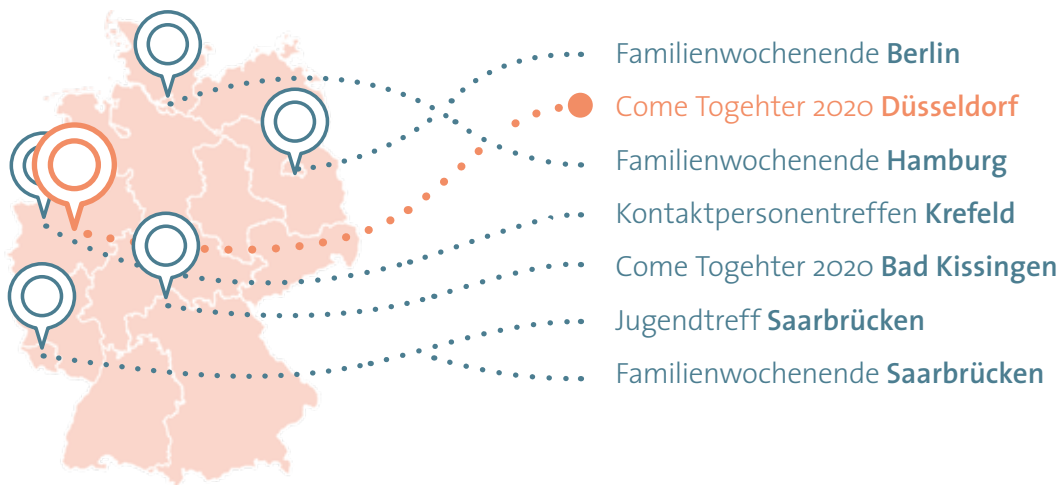 Familienwochenende Berlin
Come Togehter 2020 Düsseldorf
Familienwochenende Hamburg
Kontaktpersonentreffen Krefeld
Come Togehter 2020 Bad Kissingen
Jugendtreff Saarbrücken
Familienwochenende Saarbrücken